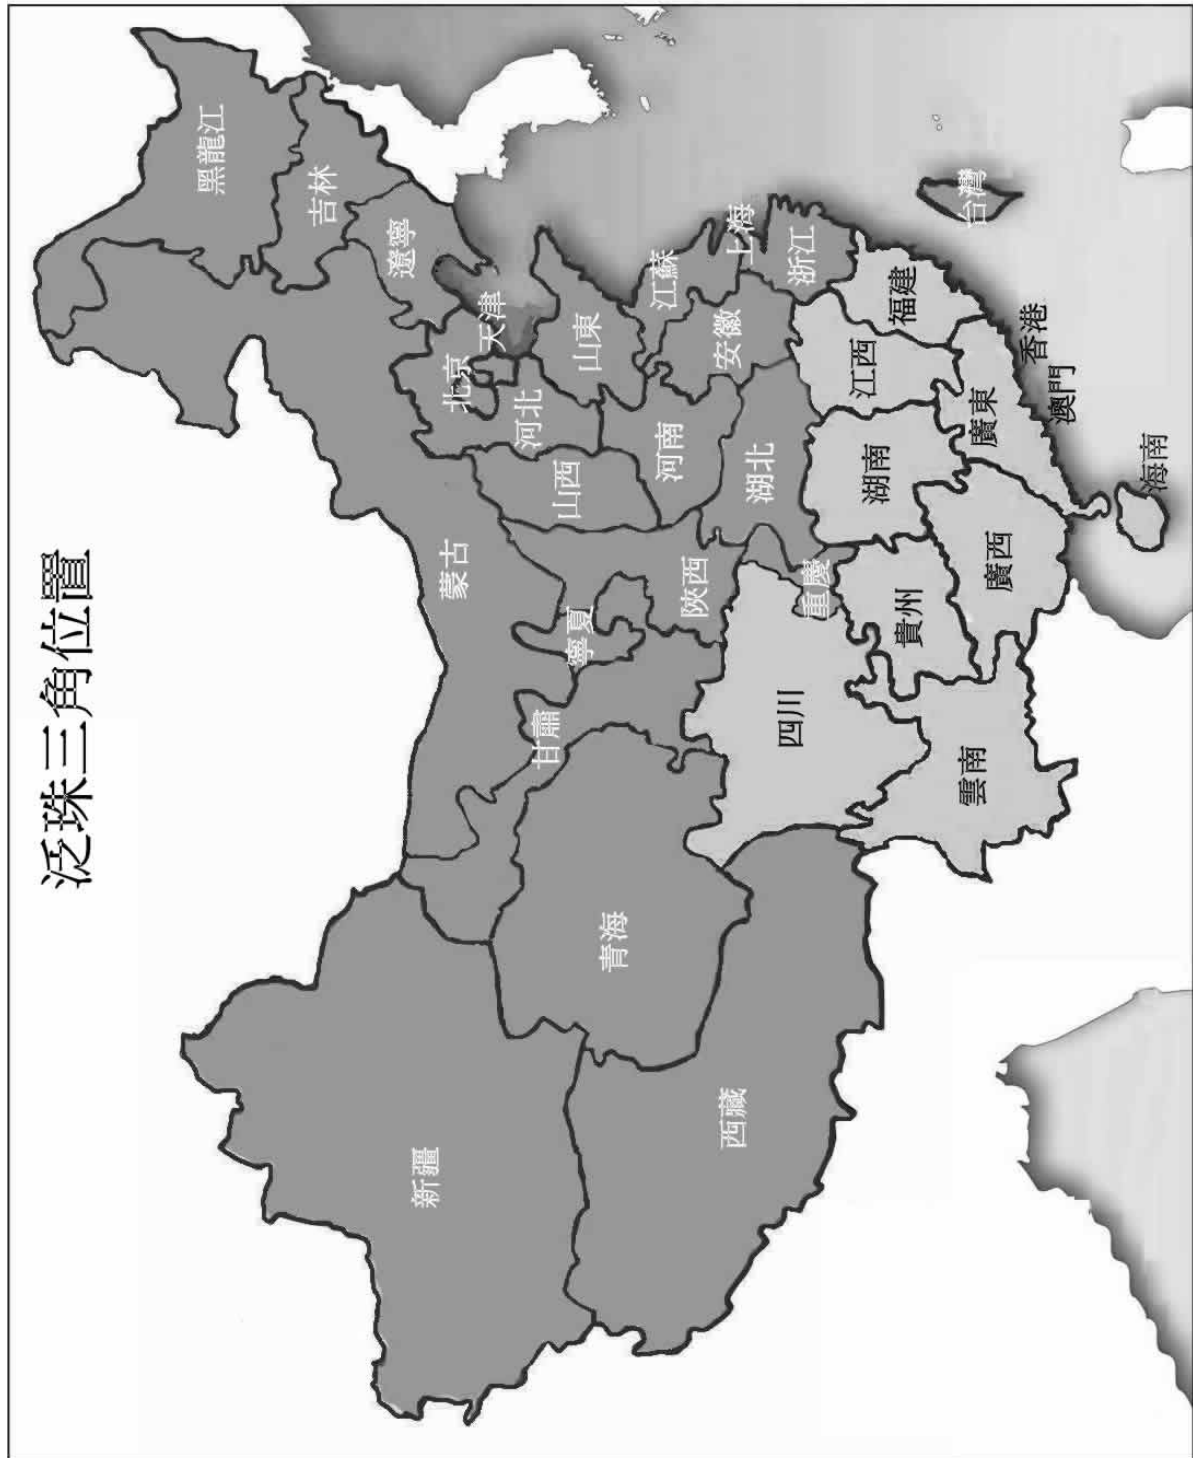 泛珠三角位置
黑龍江
吉林
遼寧
蒙古
北京
天津
河北
山西
山東
寧夏
甘肅
新疆
青海
陝西
河南
江蘇
安徽
上海
西藏
四川
重慶
湖北
浙江
江西
湖南
貴州
福建
台灣
雲南
廣西
廣東
香港
澳門
海南